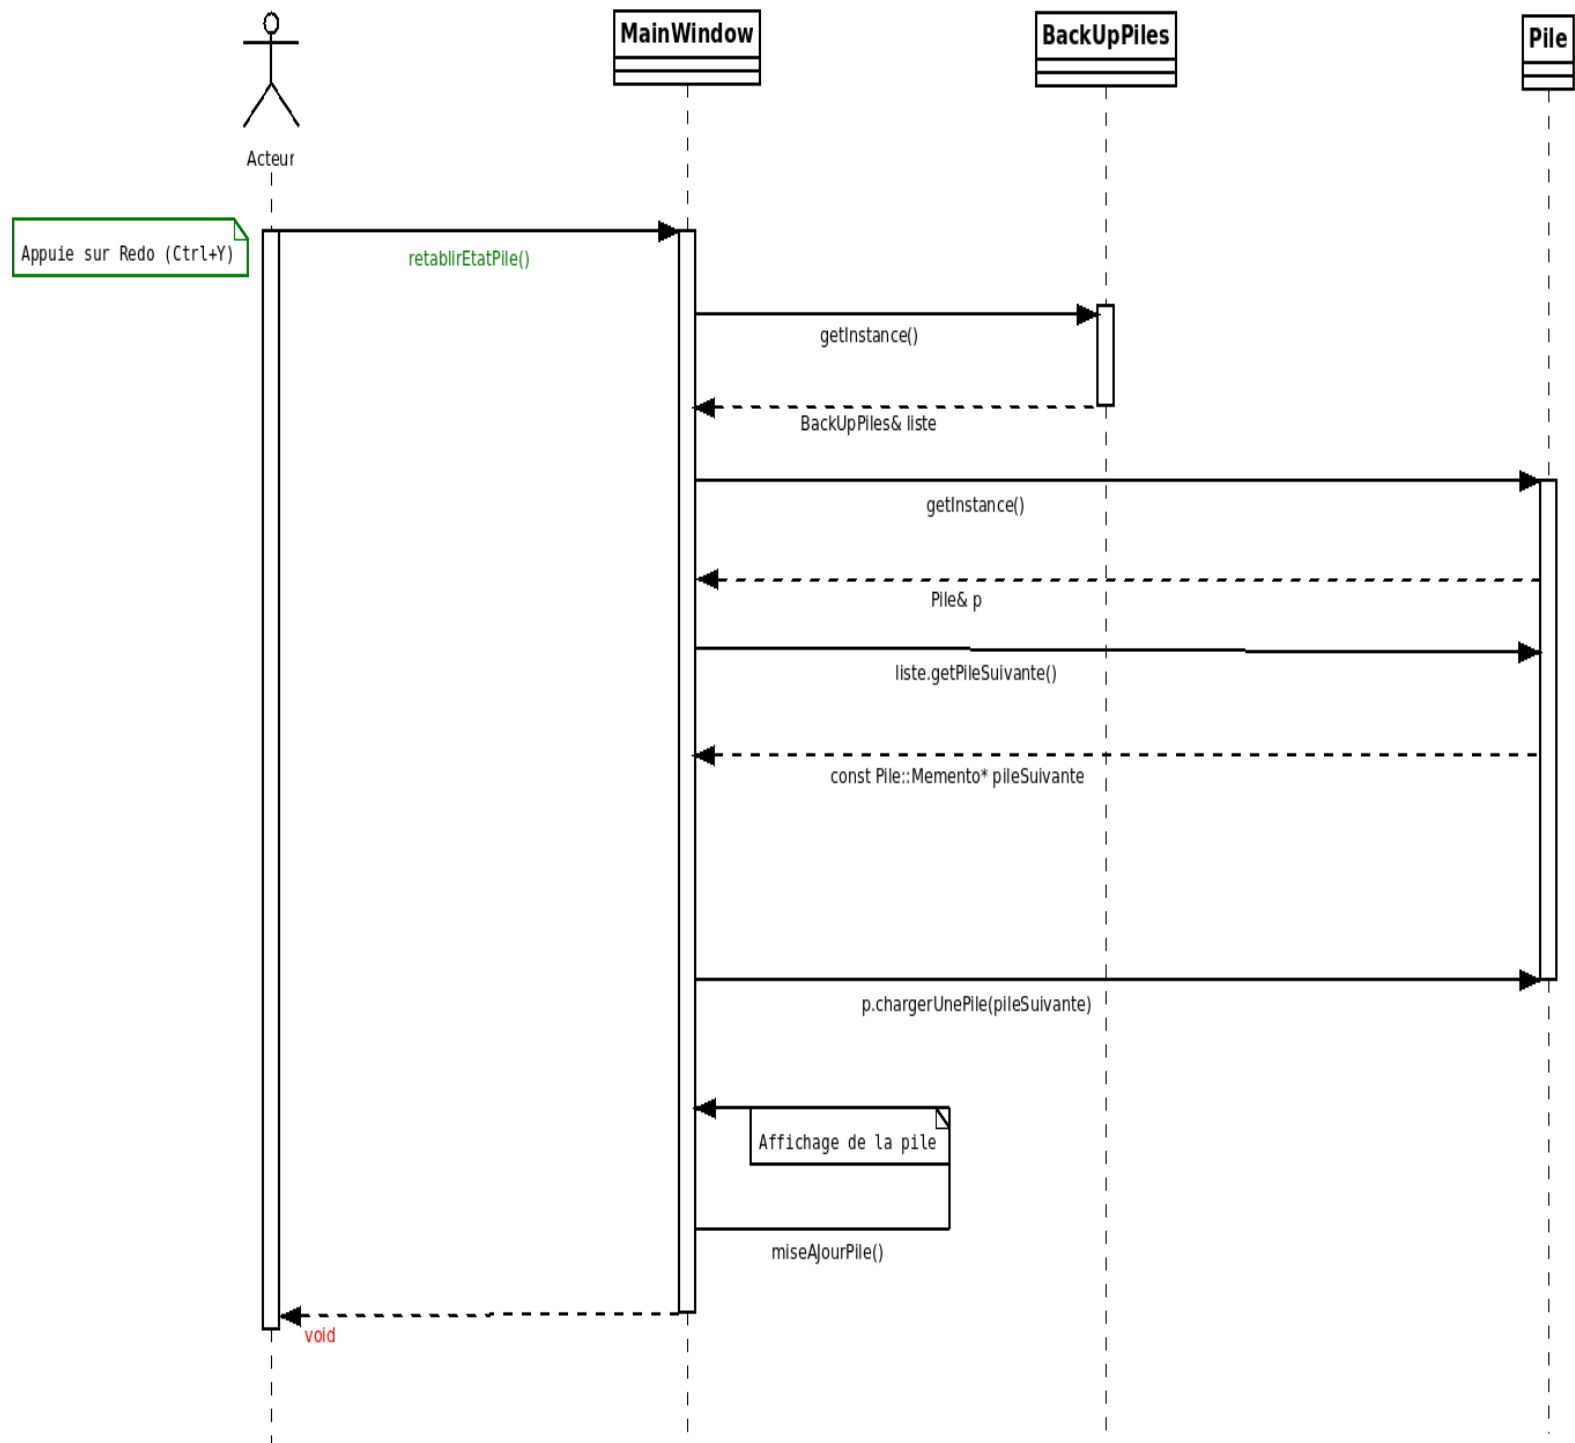 MainWindow
BackUpPiles
Pile
Acteur
Appuie sur Redo (Ctrl+Y)
retablirEtatPile()
getInstance()
BackUpPiles& liste
getInstance()
Pile& p
liste.getPileSuivante()
const Pile::Memento* pileSuivante
p.chargerUnePile(pileSuivante)
Affichage de la pile
miseAJourPile()
void